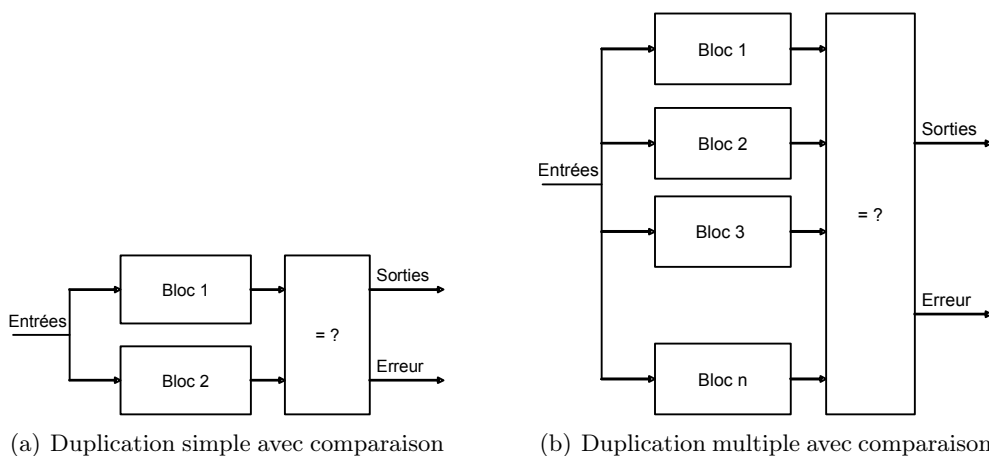 Entrées
Bloc 1
Bloc 2
= ?
Sorties
Erreur
(a) Duplication simple avec comparaison
Entrées
Bloc 1
Bloc 2
Bloc 3
Bloc n
= ?
Sorties
Erreur
(b) Duplication multiple avec comparaison